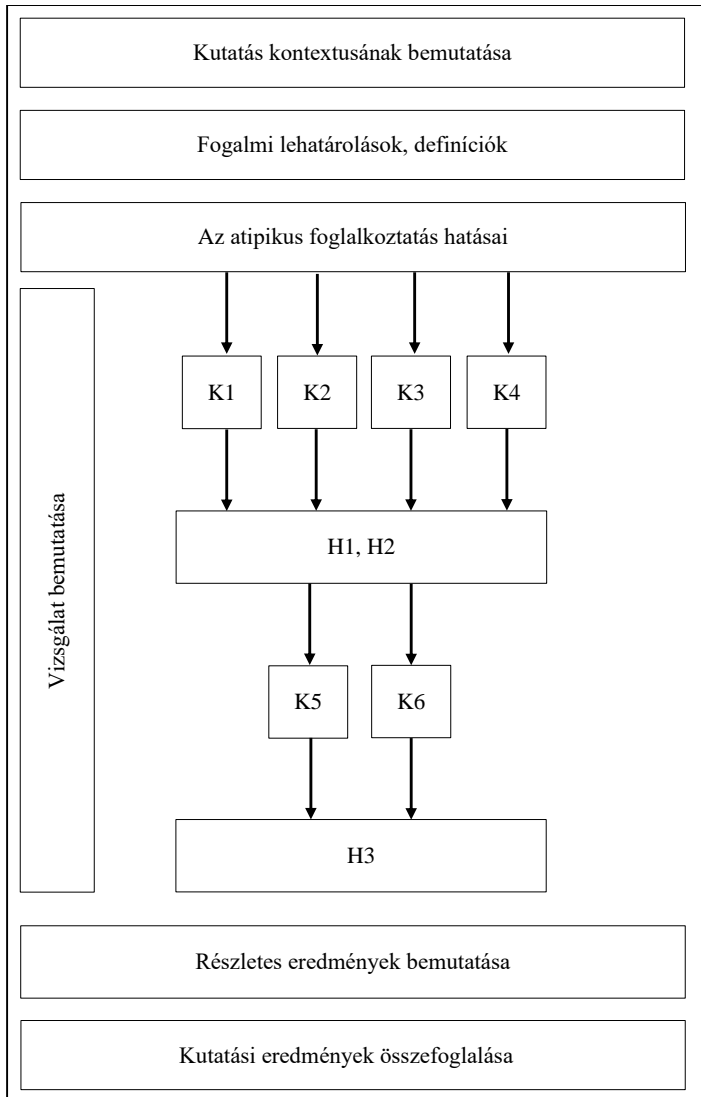 Kutatás kontextusának bemutatása
Fogalmi lehatárolások, definíciók
Az atipikus foglalkoztatás hatásai
Vizsgálat bemutatása
K1
K2
K3
K4
H1, H2
K5
K6
H3
Részletes eredmények bemutatása
Kutatási eredmények összefoglalása